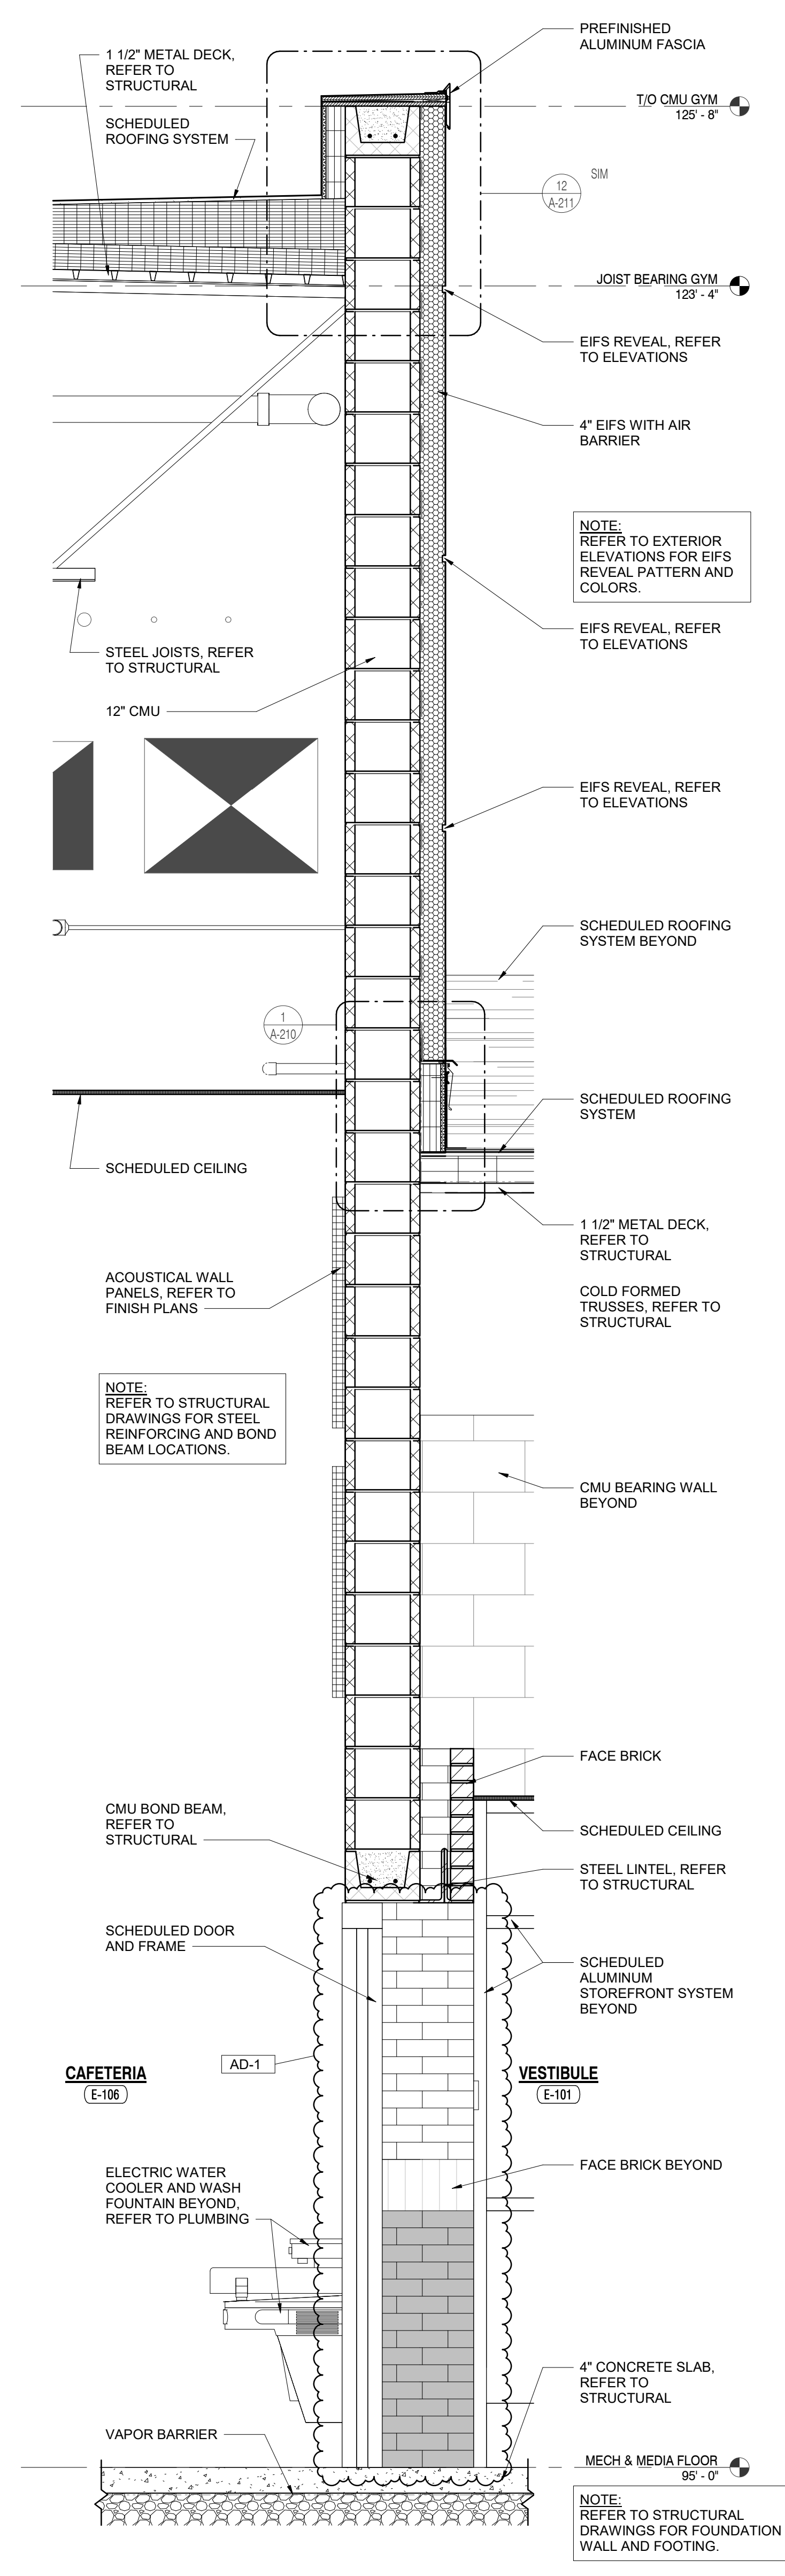 PREFINISHED
ALUMINUM FASCIA
1 1/2" METAL DECK,
REFER TO
STRUCTURAL
T/O CMU GYM
125' - 8"
SCHEDULED
ROOFING SYSTEM
12
A-211
SIM
JOIST BEARING GYM
123' - 4"
EIFS REVEAL, REFER
TO ELEVATIONS
4" EIFS WITH AIR
BARRIER
NOTE:
REFER TO EXTERIOR
ELEVATIONS FOR EIFS
REVEAL PATTERN AND
COLORS.
EIFS REVEAL, REFER
TO ELEVATIONS
STEEL JOISTS, REFER
TO STRUCTURAL
12" CMU
EIFS REVEAL, REFER
TO ELEVATIONS
SCHEDULED ROOFING
SYSTEM BEYOND
1
A-210
SCHEDULED ROOFING
SYSTEM
SCHEDULED CEILING
1 1/2" METAL DECK,
REFER TO
STRUCTURAL
ACOUSTICAL WALL
PANELS, REFER TO
FINISH PLANS
COLD FORMED
TRUSSES, REFER TO
STRUCTURAL
NOTE:
REFER TO STRUCTURAL
DRAWINGS FOR STEEL
REINFORCING AND BOND
BEAM LOCATIONS.
CMU BEARING WALL
BEYOND
FACE BRICK
CMU BOND BEAM,
REFER TO
STRUCTURAL
SCHEDULED CEILING
STEEL LINTEL, REFER
TO STRUCTURAL
SCHEDULED DOOR
AND FRAME
SCHEDULED
ALUMINUM
STOREFRONT SYSTEM
BEYOND
AD-1
CAFETERIA
E-106
VESTIBULE
E-101
FACE BRICK BEYOND
ELECTRIC WATER
COOLER AND WASH
FOUNTAIN BEYOND,
REFER TO PLUMBING
4" CONCRETE SLAB,
REFER TO
STRUCTURAL
VAPOR BARRIER
MECH & MEDIA FLOOR
95' - 0"
NOTE:
REFER TO STRUCTURAL
DRAWINGS FOR FOUNDATION
WALL AND FOOTING.